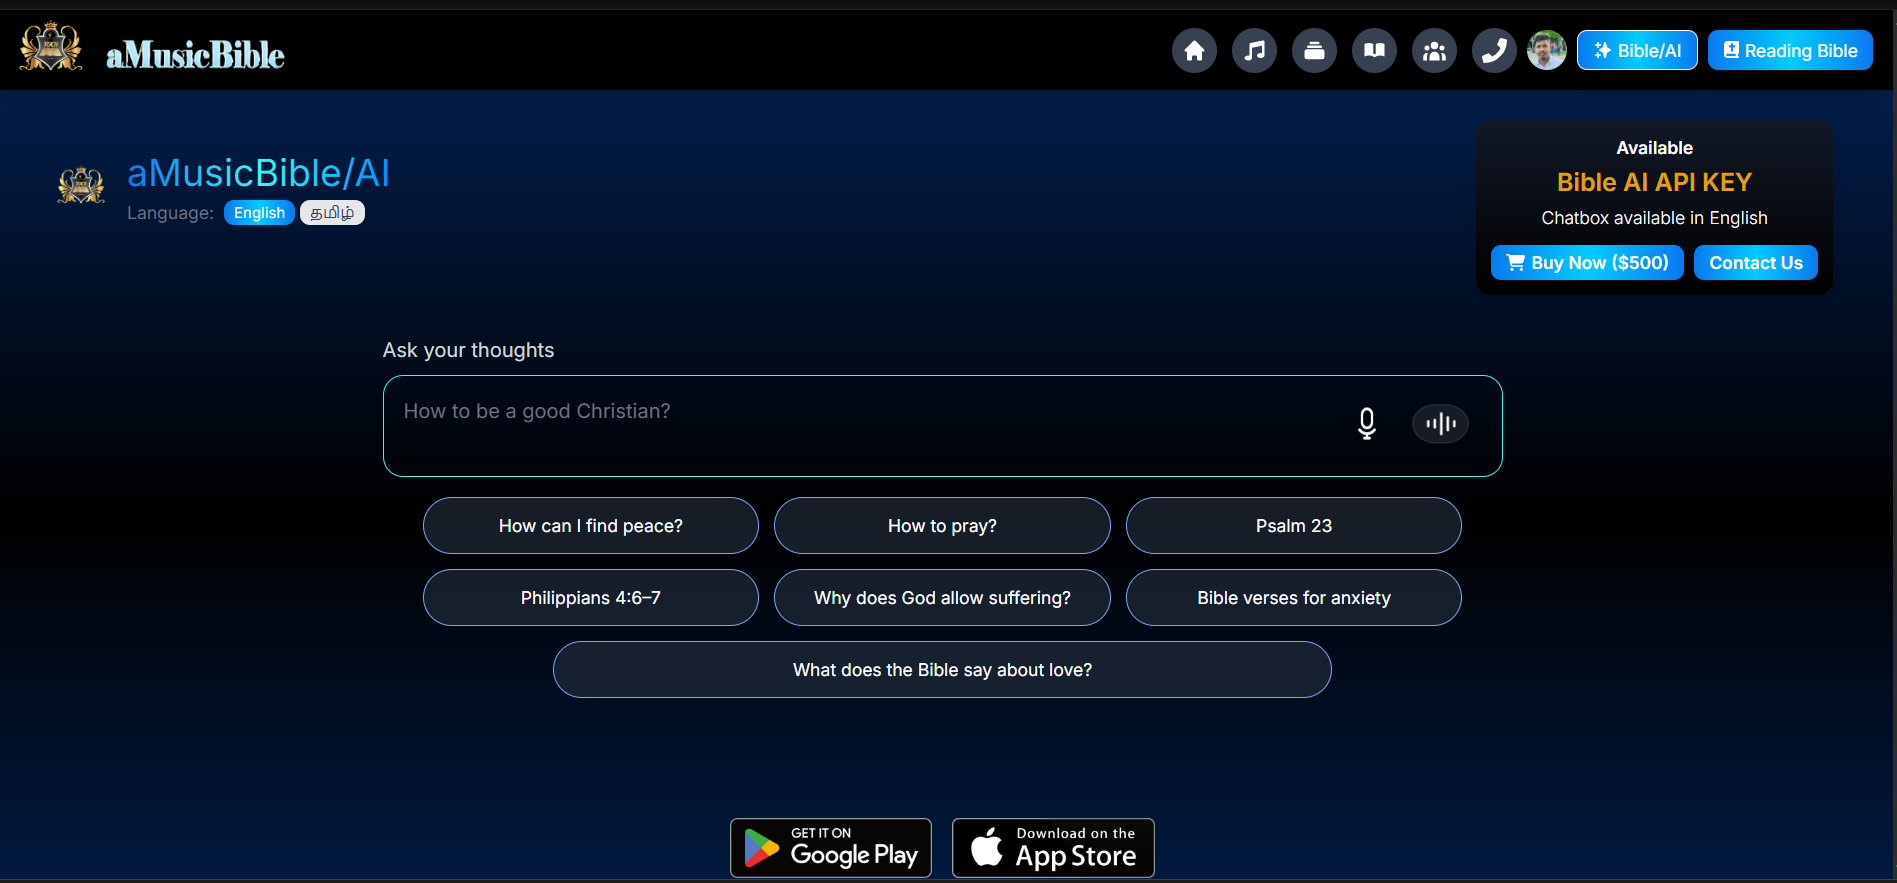 aMusicBible
Bible/AI
Reading Bible
aMusicBible/AI
Language: English தமிழ்
Available
Bible AI API KEY
Chatbox available in English
Buy Now ($500)
Contact Us
Ask your thoughts
How to be a good Christian?
How can I find peace?
How to pray?
Psalm 23
Philippians 4:6–7
Why does God allow suffering?
Bible verses for anxiety
What does the Bible say about love?
GET IT ON
Google Play
Download on the
App Store